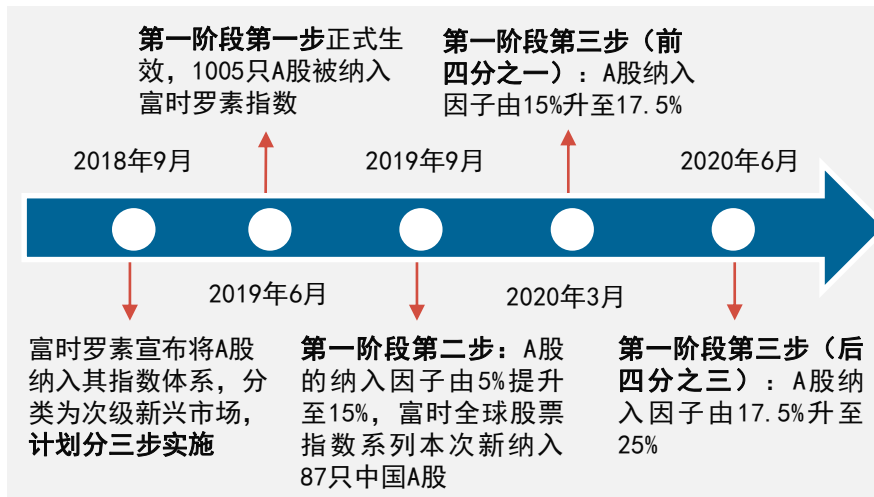 第一阶段第一步正式生
效，1005只A股被纳入
富时罗素指数
第一阶段第三步（前
四分之一）：A股纳入
因子由15%升至17.5%
2018年9月
2019年9月
2020年6月
2019年6月
2020年3月
富时罗素宣布将A股
纳入其指数体系，分
类为次级新兴市场，
计划分三步实施
第一阶段第二步：A股
的纳入因子由5%提升
至15%，富时全球股票
指数系列本次新纳入
87只中国A股
第一阶段第三步（后
四分之三）：A股纳
入因子由17.5%升至
25%